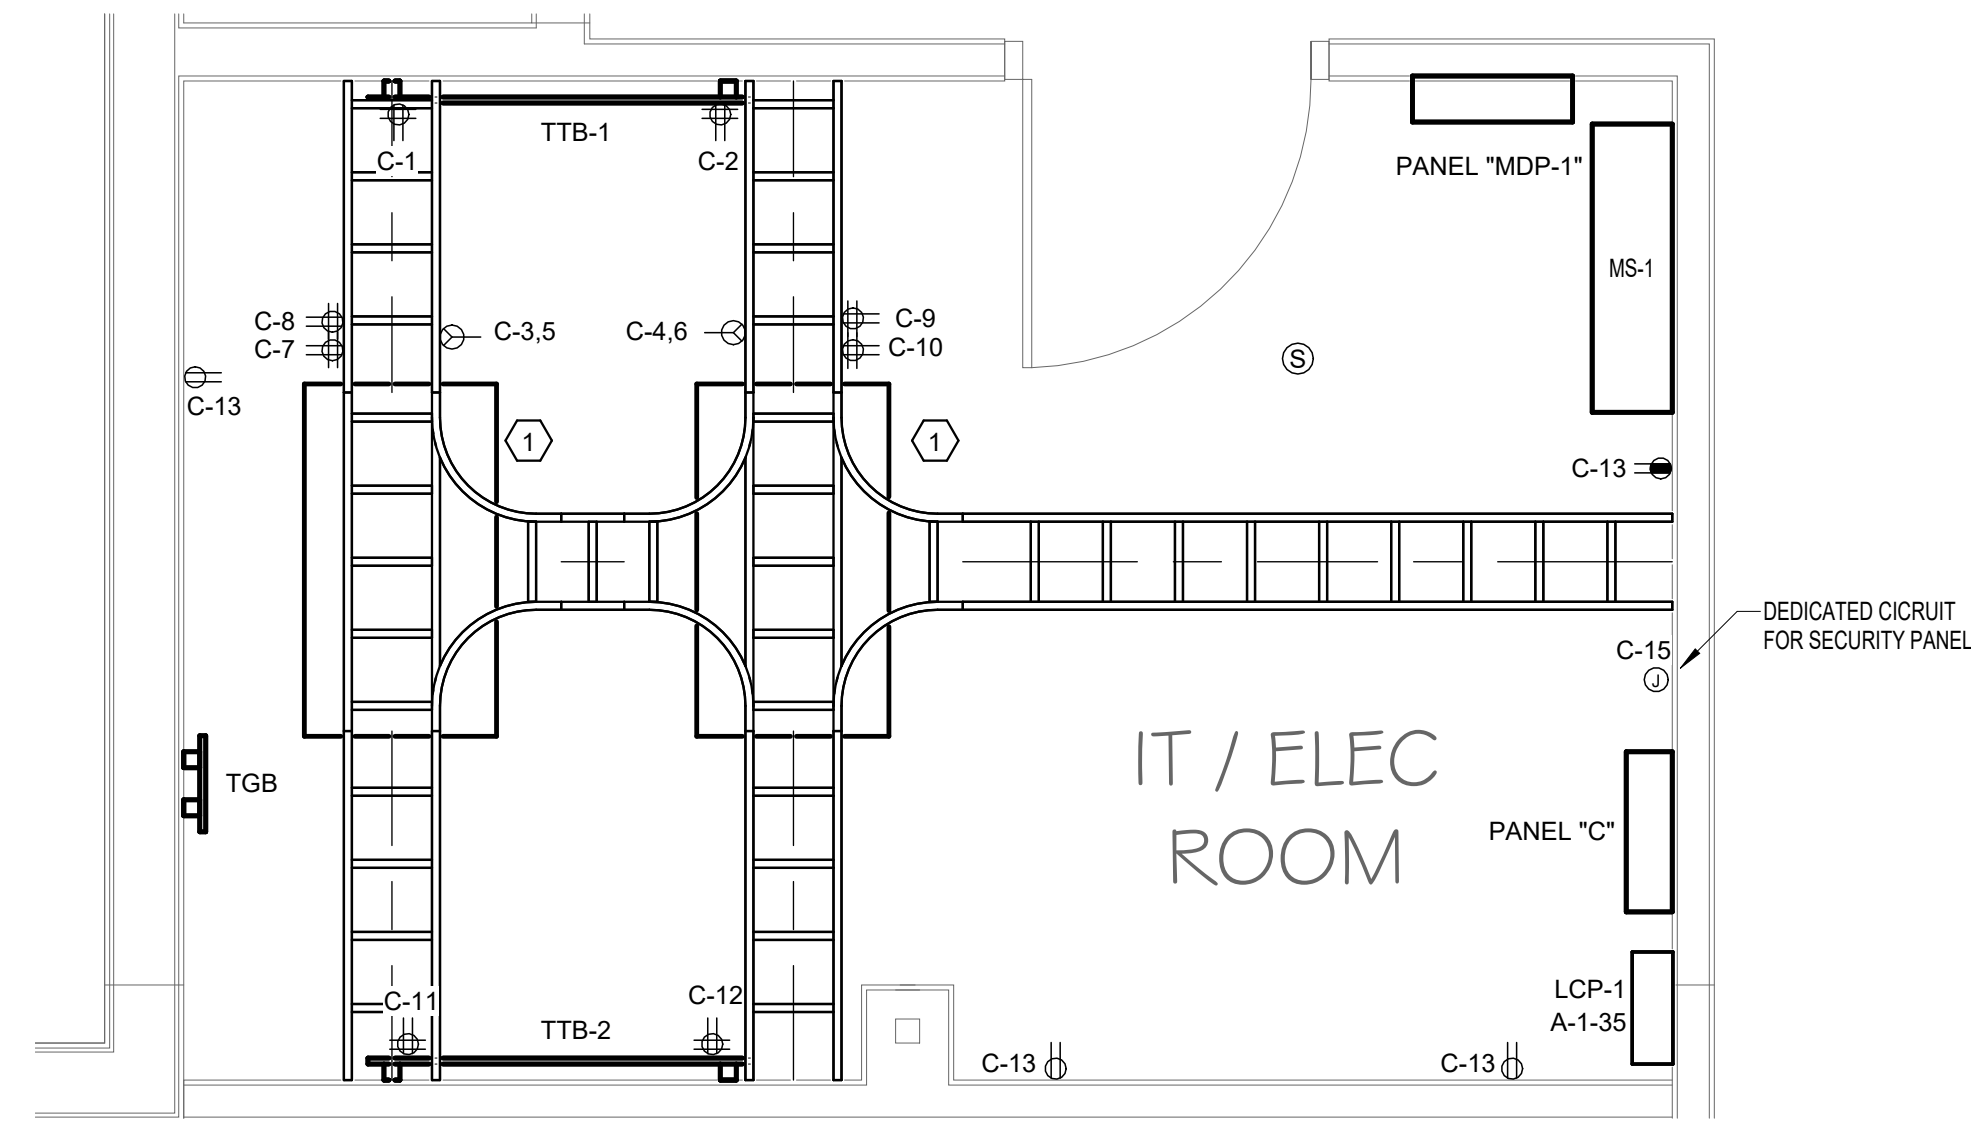 TTB-1
C-1
C-2
PANEL "MDP-1"
MS-1
C-8
C-7
C-3,5
C-4,6
C-9
C-10
S
C-13
1
1
C-13
DEDICATED CICRUIT
FOR SECURITY PANEL
C-15
J
IT / ELEC
ROOM
TGB
PANEL "C"
C-11
C-12
TTB-2
LCP-1
A-1-35
C-13
C-13